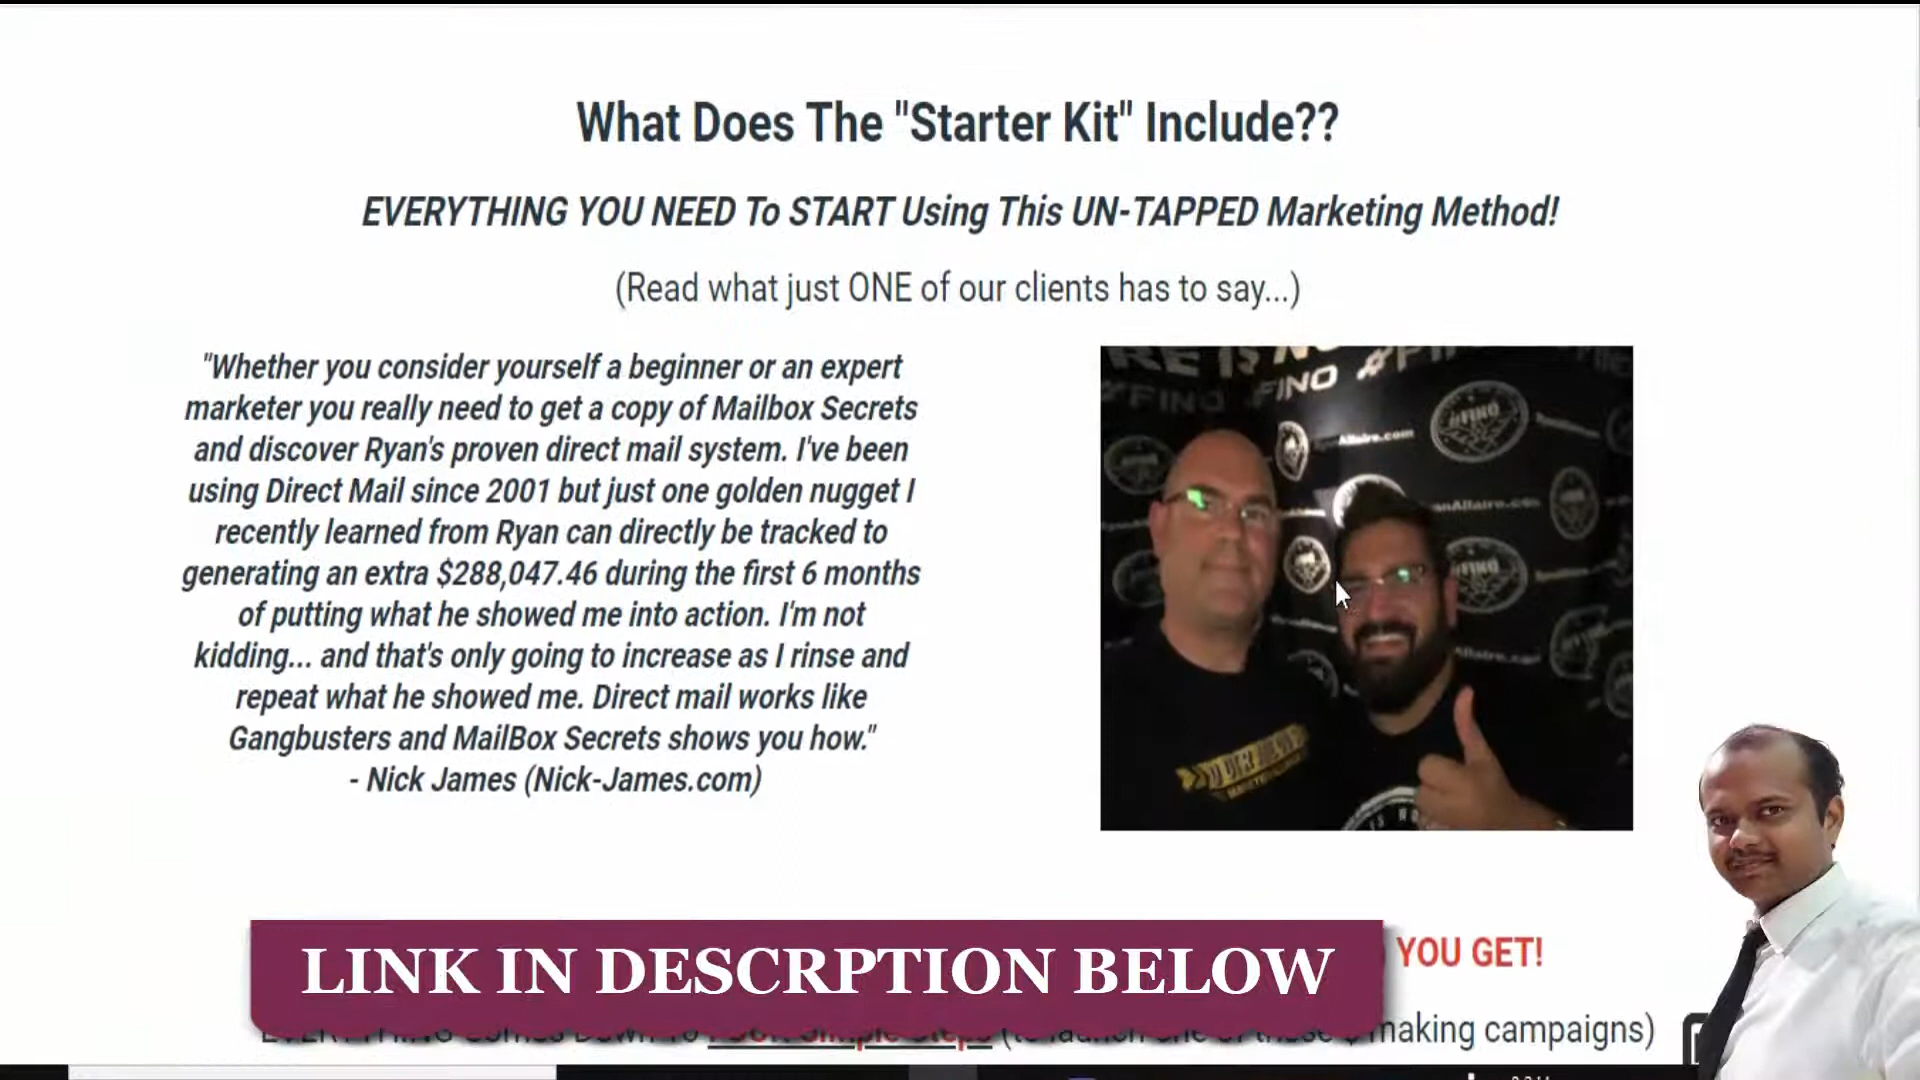 What Does The "Starter Kit" Include??
EVERYTHING YOU NEED To START Using This UN-TAPPED Marketing Method!
(Read what just ONE of our clients has to say...)
"Whether you consider yourself a beginner or an expert
marketer you really need to get a copy of Mailbox Secrets
and discover Ryan's proven direct mail system. I've been
using Direct Mail since 2001 but just one golden nugget I
recently learned from Ryan can directly be tracked to
generating an extra $288,047.46 during the first 6 months
of putting what he showed me into action. I'm not
kidding... and that's only going to increase as I rinse and
repeat what he showed me. Direct mail works like
Gangbusters and MailBox Secrets shows you how."
- Nick James (Nick-James.com)
#FINO
FINO
#FINO
#FINO
YOU GET!
LINK IN DESCRPTION BELOW
making campaigns)